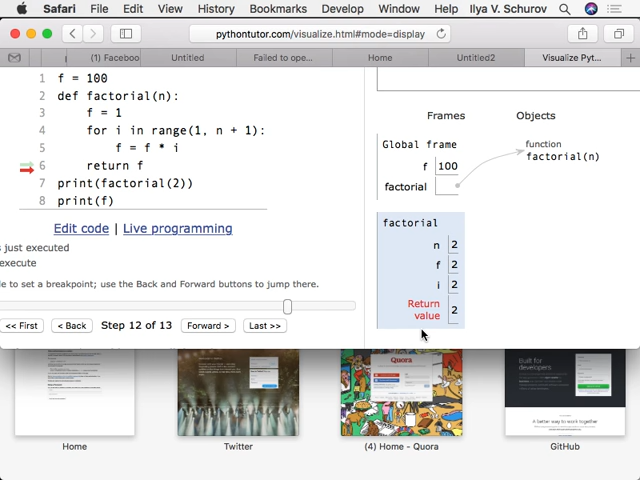 Safari File Edit View History Bookmarks Develop Window Help Ilya V. Schurov
pythontutor.com/visualize.html#mode=display
(1) Faceboo Untitled Failed to ope... Home Untitled2 Visualize Pyt...
1 f = 100
2 def factorial(n):
3 f = 1
4 for i in range(1, n + 1):
5 f = f * i
6 return f
7 print(factorial(2))
8 print(f)
Edit code | Live programming
s just executed
execute
le to set a breakpoint; use the Back and Forward buttons to jump there.
<< First < Back Step 12 of 13 Forward > Last >>
Frames Objects
Global frame
f 100
factorial
function
factorial(n)
factorial
n 2
f 2
i 2
Return
value 2
Quora
Built for
developers
A better way to work together
Home Twitter (4) Home - Quora GitHub